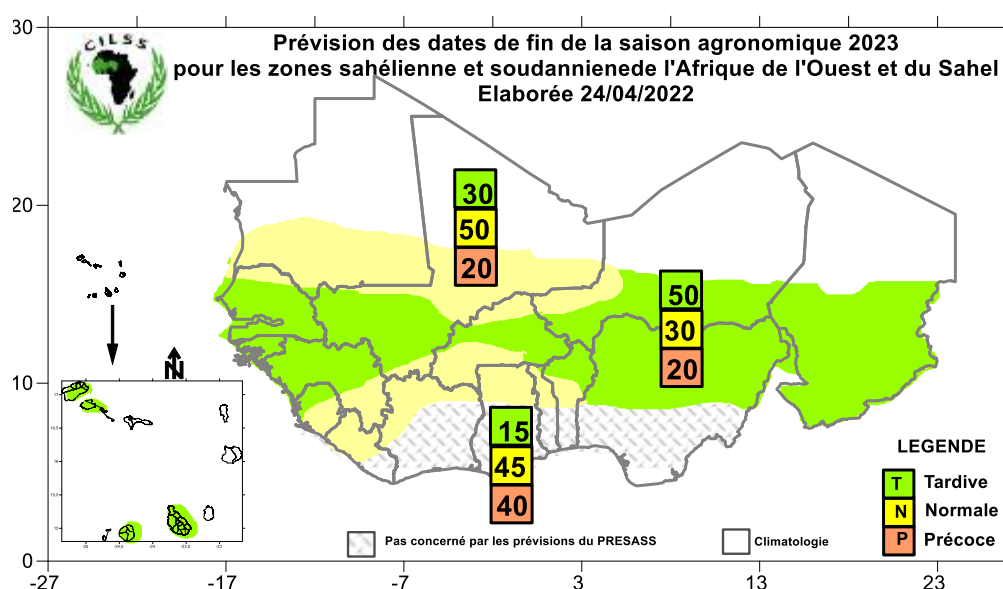 CILSS
Prévision des dates de fin de la saison agronomique 2023
pour les zones sahélienne et soudannienede l'Afrique de l'Ouest et du Sahel
Elaborée 24/04/2022
30
20
10
0
-27
-17
-7
3
13
23
30
50
20
50
30
20
15
45
40
N
LEGENDE
T Tardive
N Normale
P Précoce
Pas concerné par les prévisions du PRESASS
Climatologie